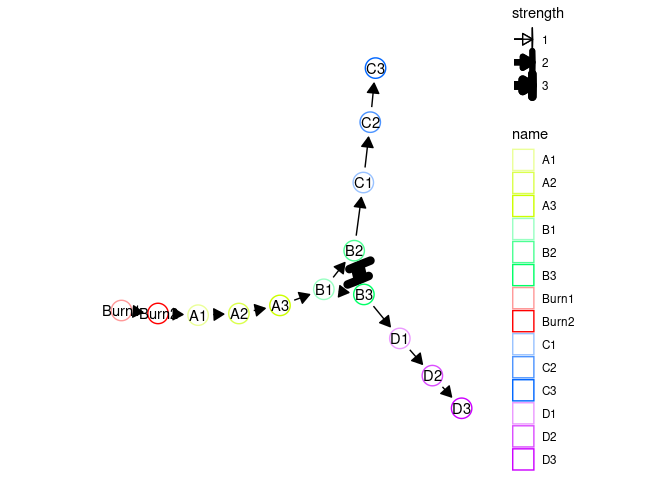 strength
1
2
3
name
A1
A2
A3
B1
B2
B3
Burn1
Burn2
C1
C2
C3
D1
D2
D3
C3
C2
C1
B2
B1
B3
Burn1
Burn2
A1
A2
A3
D1
D2
D3